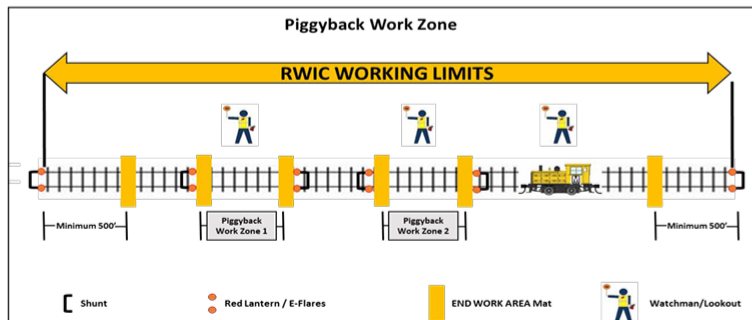 Piggyback Work Zone
RWIC WORKING LIMITS
Minimum 500'
Piggyback
Work Zone 1
Piggyback
Work Zone 2
Minimum 500'
Shunt
Red Lantern / E-Flares
END WORK AREA Mat
Watchman/Lookout